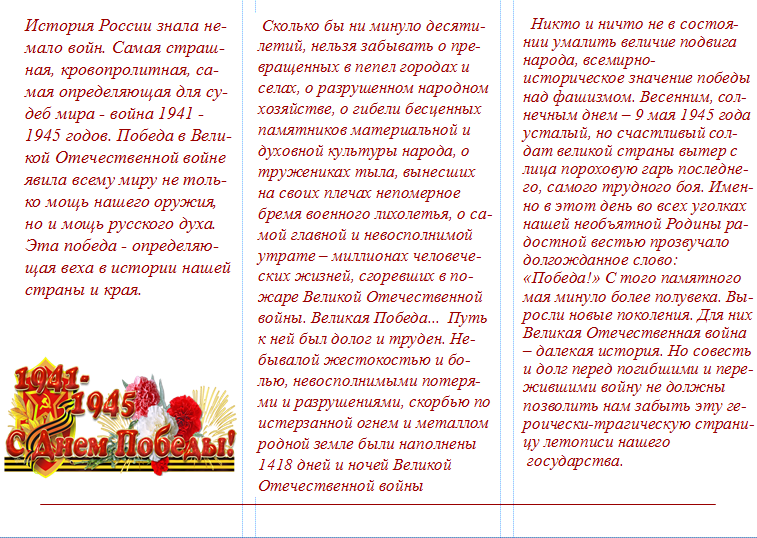 История России знала не-
мало войн. Самая страш-
ная, кровопролитная, са-
мая определяющая для су-
деб мира - война 1941 -
1945 годов. Победа в Вели-
кой Отечественной войне
явила всему миру не толь-
ко мощь нашего оружия,
но и мощь русского духа.
Эта победа - определяю-
щая веха в истории нашей
страны и края.
1941-
-1945
С Днем Победы!
Сколько бы ни минуло десяти-
летий, нельзя забывать о пре-
вращенных в пепел городах и
селах, о разрушенном народном
хозяйстве, о гибели бесценных
памятников материальной и
духовной культуры народа, о
тружениках тыла, вынесших
на своих плечах непомерное
бремя военного лихолетья, о са-
мой главной и невосполнимой
утрате – миллионах человече-
ских жизней, сгоревших в по-
жаре Великой Отечественной
войны. Великая Победа... Путь
к ней был долог и труден. Не-
бывалой жестокостью и бо-
лью, невосполнимыми потеря-
ми и разрушениями, скорбью по
истерзанной огнем и металлом
родной земле были наполнены
1418 дней и ночей Великой
Отечественной войны
Никто и ничто не в состоя-
нии умалить величие подвига
народа, всемирно-
историческое значение победы
над фашизмом. Весенним, сол-
нечным днем – 9 мая 1945 года
усталый, но счастливый сол-
дат великой страны вытер с
лица пороховую гарь последне-
го, самого трудного боя. Имен-
но в этот день во всех уголках
нашей необъятной Родины ра-
достной вестью прозвучало
долгожданное слово:
«Победа!» С того памятного
мая минуло более полувека. Вы-
росли новые поколения. Для них
Великая Отечественная война
– далекая история. Но совесть
и долг перед погибшими и пере-
жившими войну не должны
позволить нам забыть эту ге-
роически-трагическую страни-
цу летописи нашего
государства.